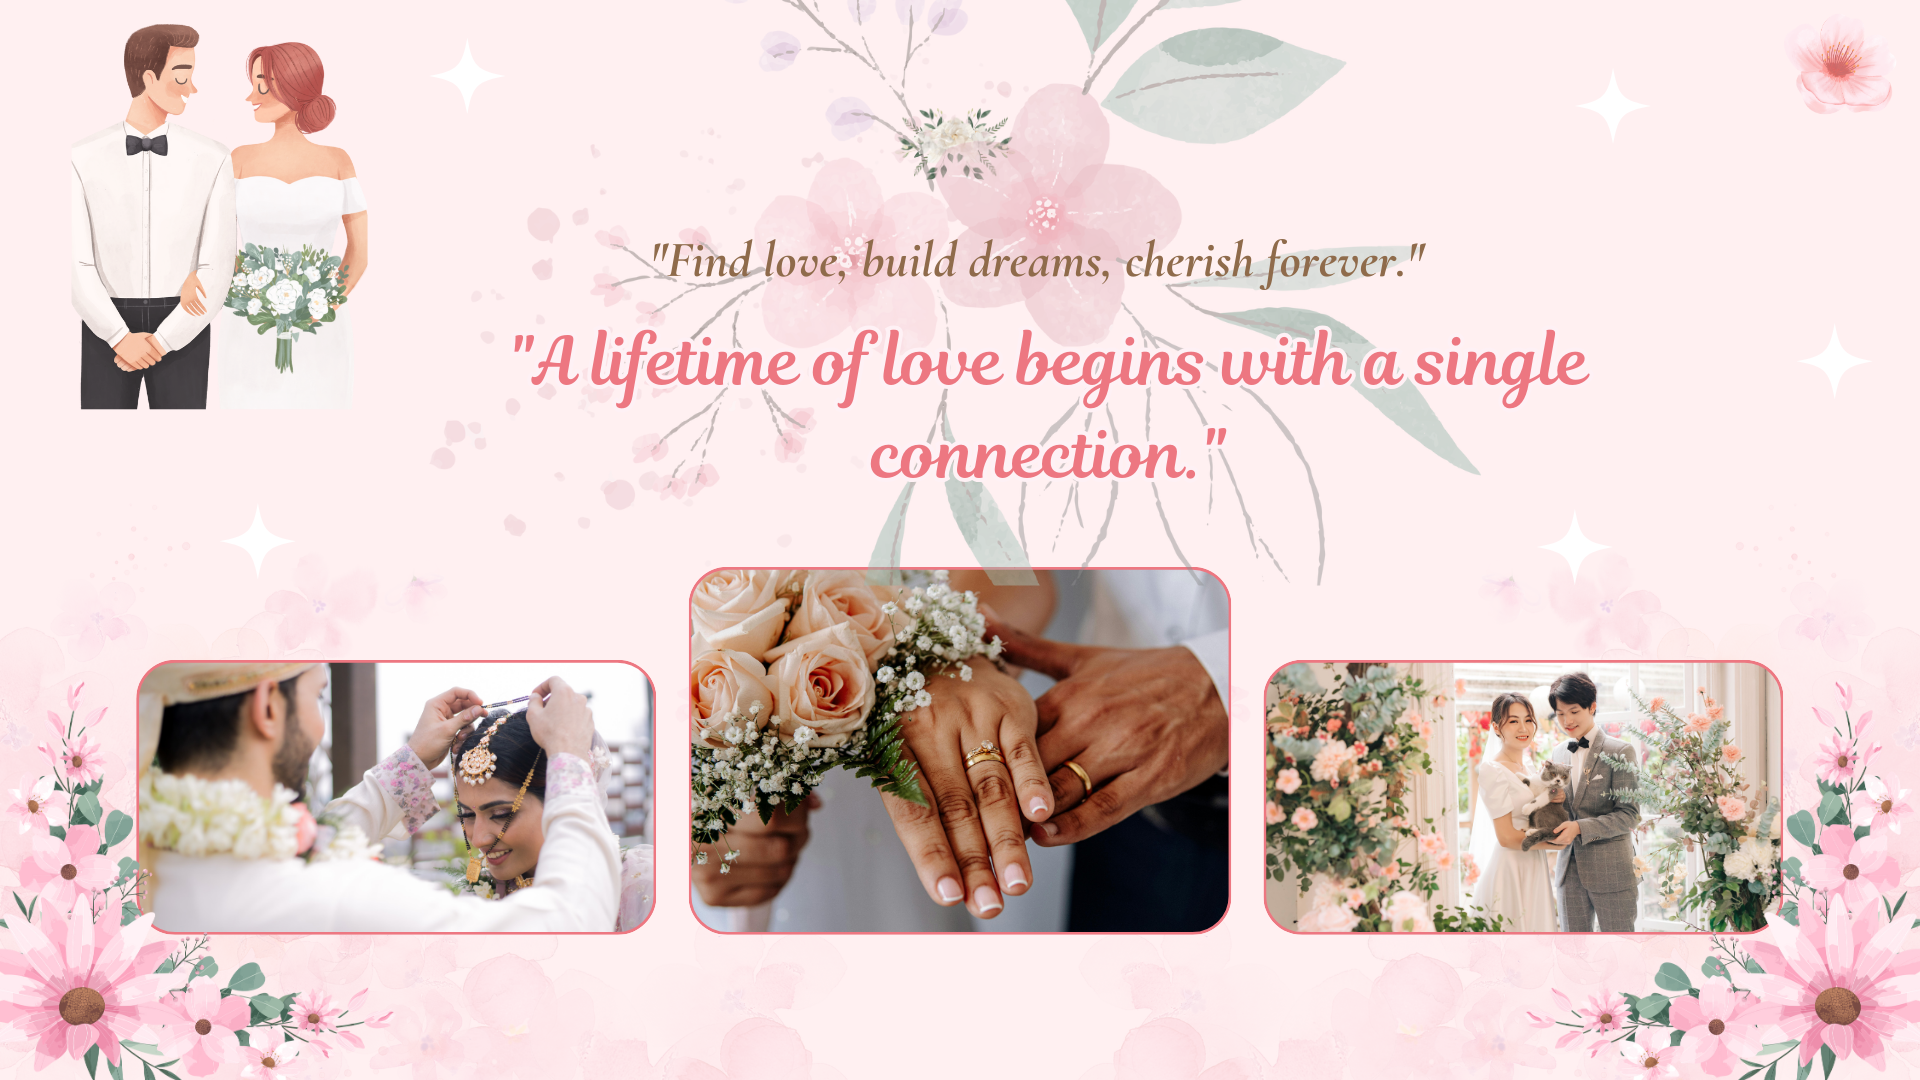 "Find love, build dreams, cherish forever."
"A lifetime of love begins with a single
connection."